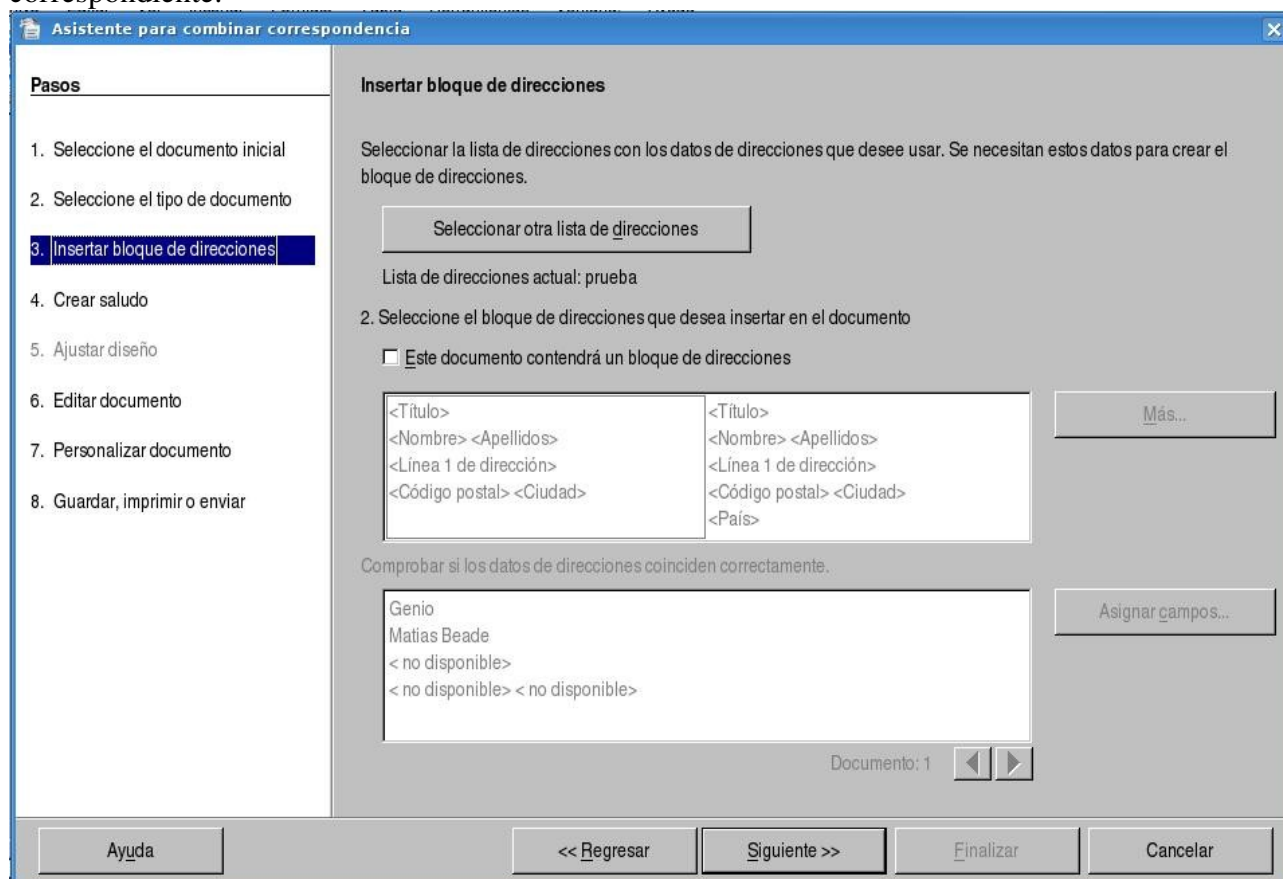 correspondiente.
Asistente para combinar correspondencia
Pasos
1. Seleccione el documento inicial
2. Seleccione el tipo de documento
3. Insertar bloque de direcciones
4. Crear saludo
5. Ajustar diseño
6. Editar documento
7. Personalizar documento
8. Guardar, imprimir o enviar
Insertar bloque de direcciones
Seleccionar la lista de direcciones con los datos de direcciones que desee usar. Se necesitan estos datos para crear el
bloque de direcciones.
Seleccionar otra lista de direcciones
Lista de direcciones actual: prueba
2. Seleccione el bloque de direcciones que desea insertar en el documento
Este documento contendrá un bloque de direcciones
<Título>
<Nombre> <Apellidos>
<Línea 1 de dirección>
<Código postal> <Ciudad>
<Título>
<Nombre> <Apellidos>
<Línea 1 de dirección>
<Código postal> <Ciudad>
<País>
Más...
Comprobar si los datos de direcciones coinciden correctamente.
Genio
Matias Beade
< no disponible>
< no disponible> < no disponible>
Asignar campos...
Documento: 1
Ayuda
<< Regresar
Siguiente >>
Finalizar
Cancelar